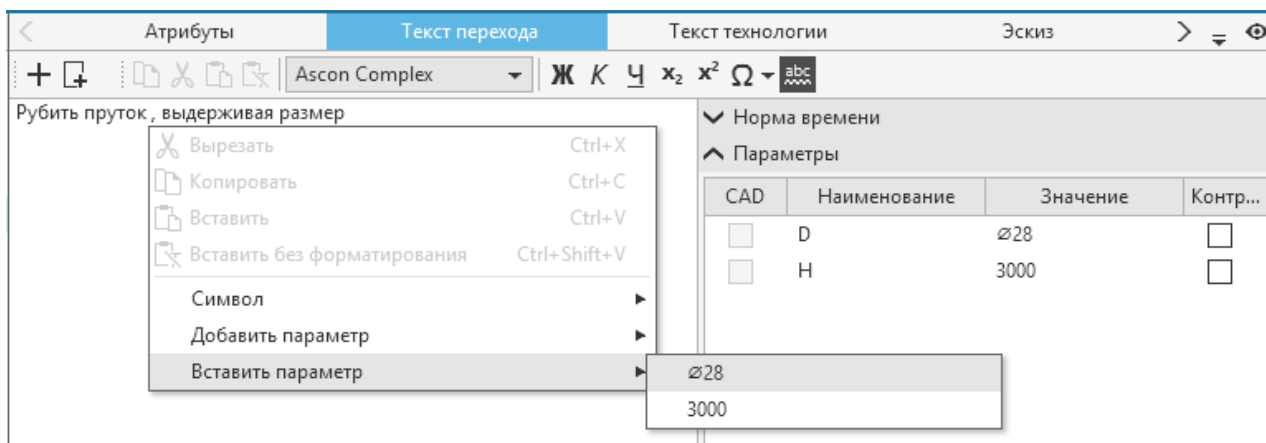 Атрибуты Текст перехода Текст технологии Эскиз
Ascon Complex Ж К Ч x₂ x² Ω abc
Рубить пруток , выдерживая размер
Вырезать Ctrl+X
Копировать Ctrl+C
Вставить Ctrl+V
Вставить без форматирования Ctrl+Shift+V
Символ
Добавить параметр
Вставить параметр
⌀28
3000
Норма времени
Параметры
CAD Наименование Значение Контр...
D ⌀28
H 3000